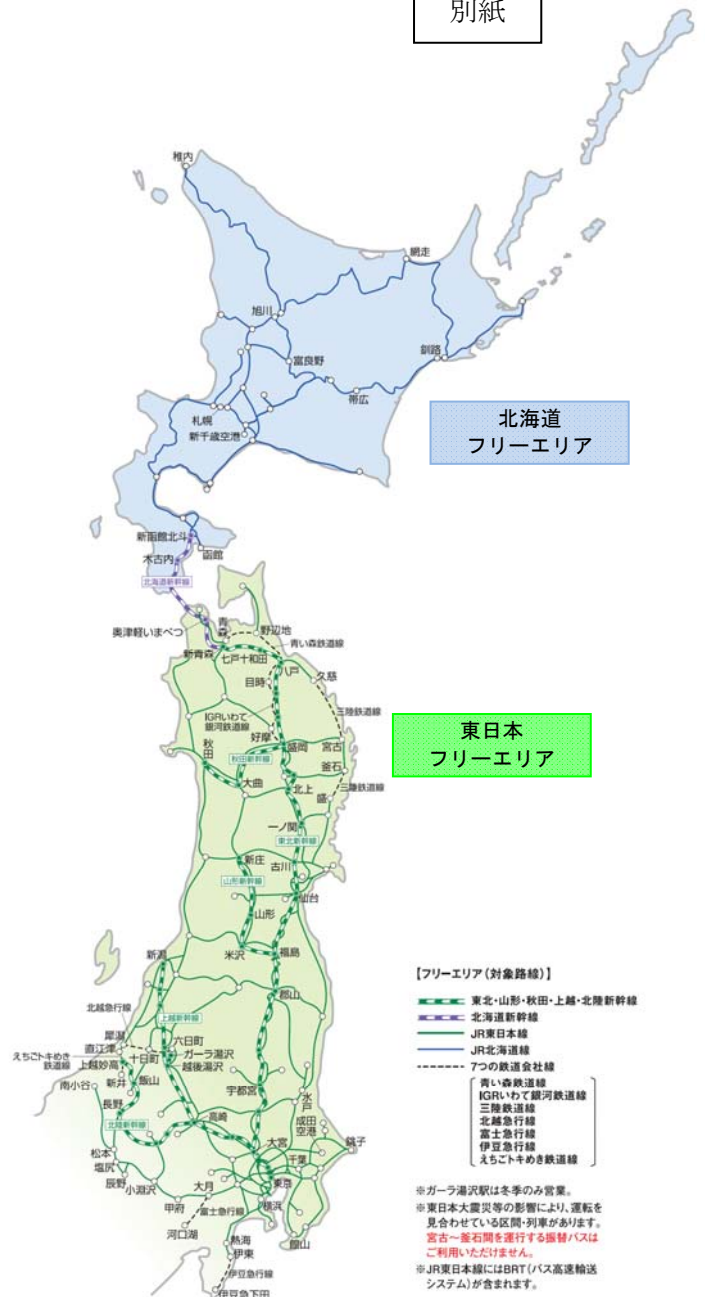 別紙
稚内
網走
旭川
富良野
釧路
帯広
札幌
新千歳空港
北海道
フリーエリア
新函館北斗
函館
木古内
北海道新幹線
奥津軽いまべつ
青森
野辺地
青い森鉄道線
新青森
七戸十和田
八戸
目時
久慈
三陸鉄道線
IGRいわて
銀河鉄道線
好摩
秋田
盛岡
宮古
秋田新幹線
釜石
大曲
北上
三陸鉄道線
盛
東日本
フリーエリア
一ノ関
東北新幹線
新庄
古川
山形新幹線
仙台
山形
新潟
米沢
福島
郡山
北越急行線
上越新幹線
犀潟
直江津
六日町
えちごトキめき
鉄道線
上越妙高
十日町
ガーラ湯沢
越後湯沢
新井
飯山
南小谷
長野
宇都宮
水戸
北陸新幹線
高崎
成田
空港
銚子
松本
大宮
塩尻
千葉
辰野
小淵沢
大月
東京
甲府
横浜
富士急行線
河口湖
熱海
館山
伊東
伊豆急行線
伊豆急下田
【フリーエリア(対象路線)】
東北・山形・秋田・上越・北陸新幹線
北海道新幹線
JR東日本線
JR北海道線
7つの鉄道会社線
青い森鉄道線
IGRいわて銀河鉄道線
三陸鉄道線
北越急行線
富士急行線
伊豆急行線
えちごトキめき鉄道線
※ガーラ湯沢駅は冬季のみ営業。
※東日本大震災等の影響により、運転を
見合わせている区間・列車があります。
宮古~釜石間を運行する振替バスは
ご利用いただけません。
※JR東日本線にはBRT(バス高速輸送
システム)が含まれます。